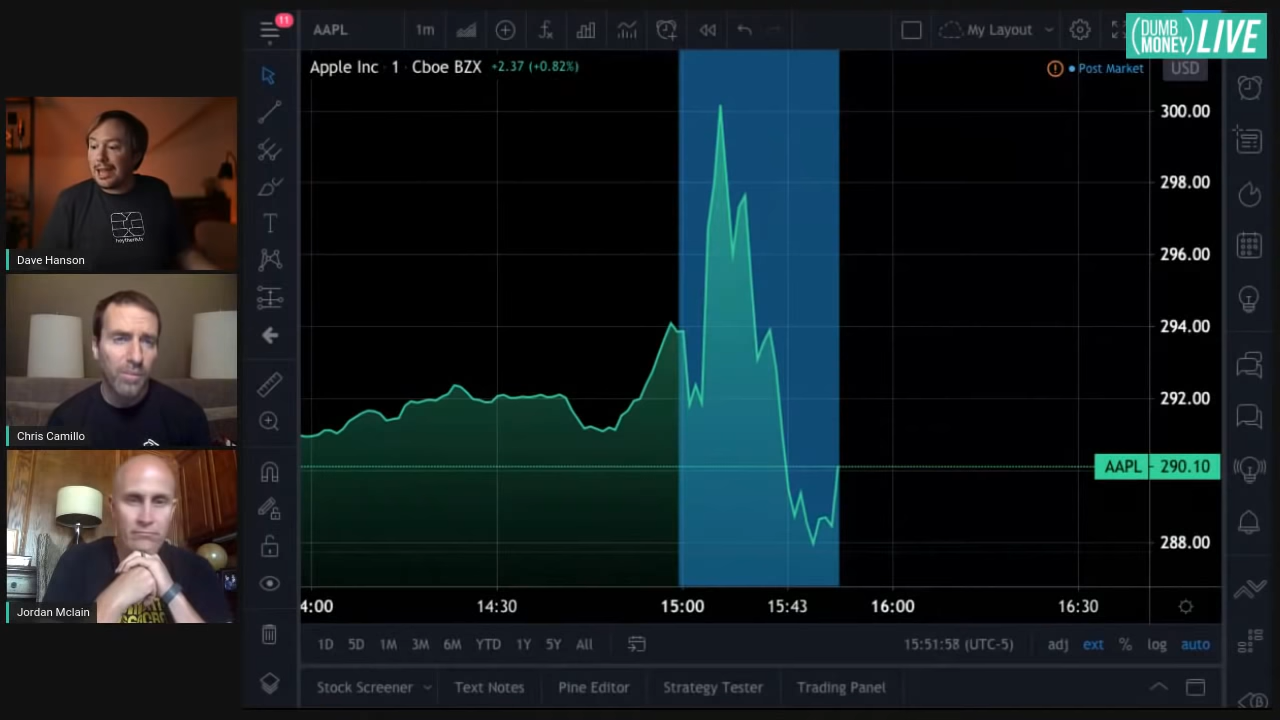 11
AAPL
1m
My Layout
(DUMB MONEY) LIVE
Apple Inc · 1 · Cboe BZX +2.37 (+0.82%)
Post Market
USD
300.00
298.00
296.00
294.00
292.00
AAPL - 290.10
288.00
Dave Hanson
Chris Camillo
Jordan Mclain
4:00 14:30 15:00 15:43 16:00 16:30
1D 5D 1M 3M 6M YTD 1Y 5Y All
15:51:58 (UTC-5) adj ext % log auto
Stock Screener Text Notes Pine Editor Strategy Tester Trading Panel